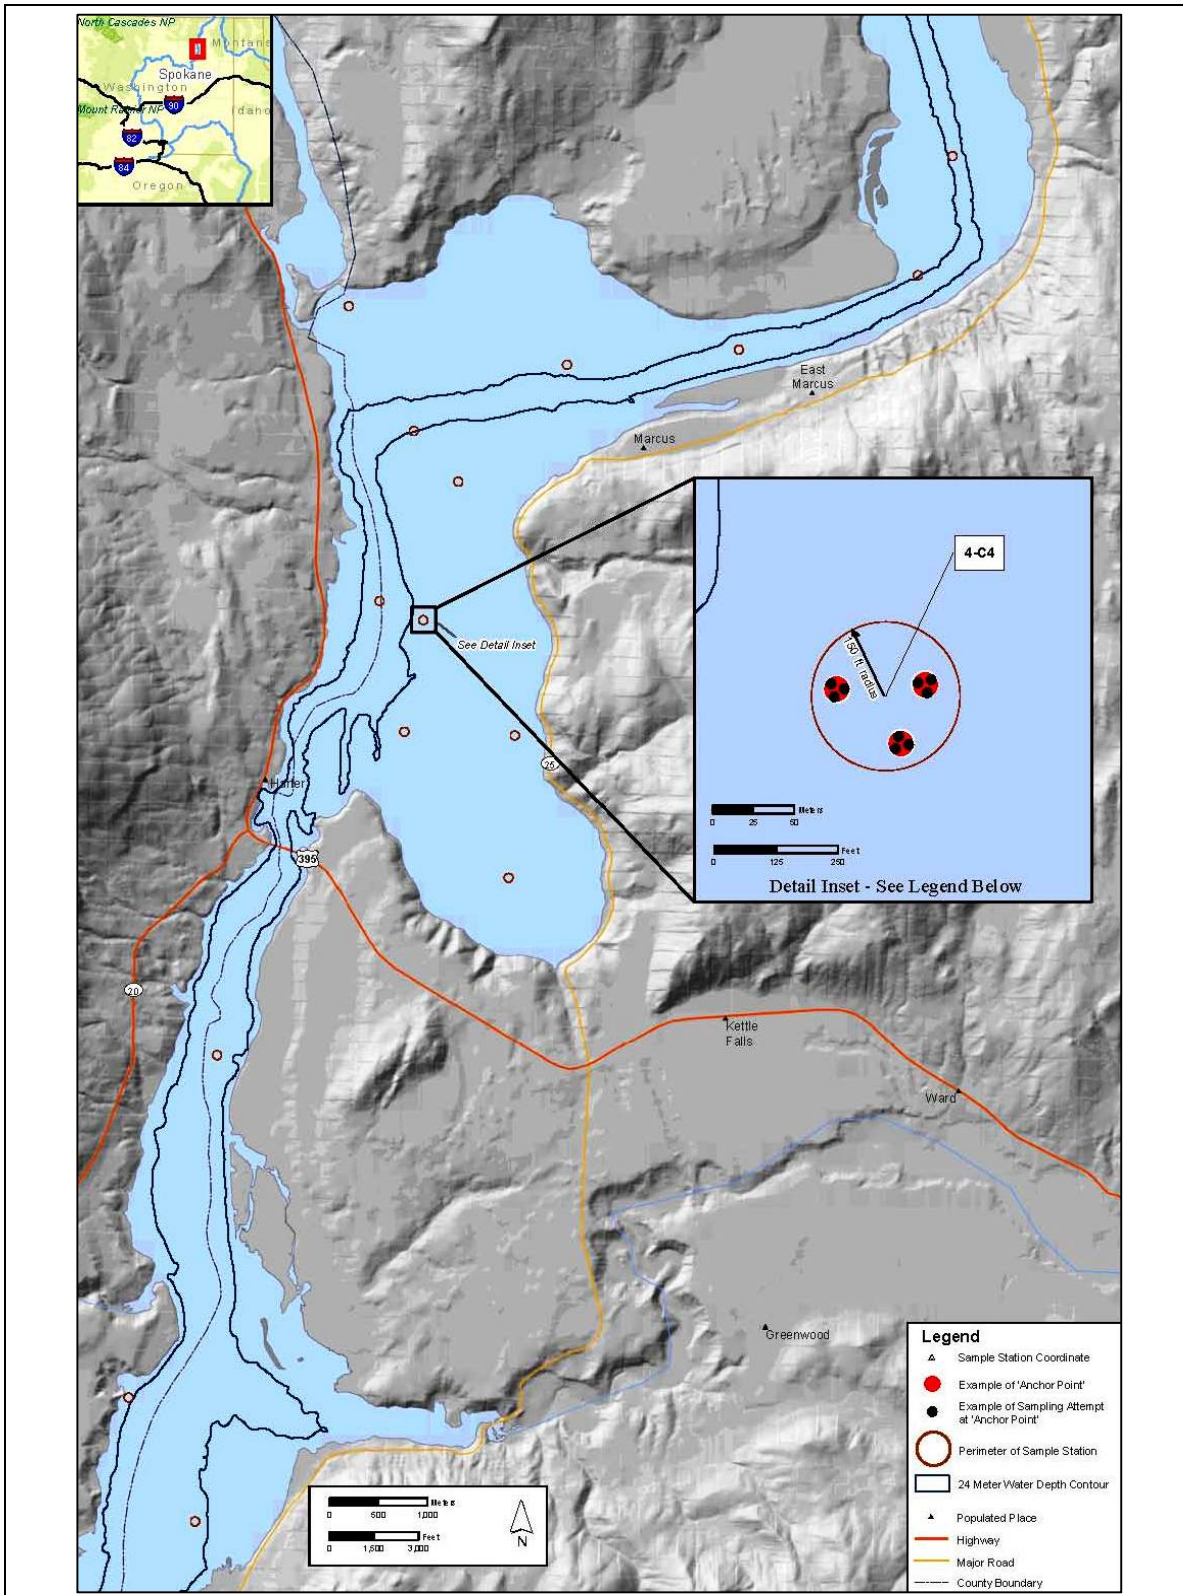 North Cascades NP
Montana
Spokane
Washington
90
Idaho
Mount Rainier NP
82
84
Oregon
East
Marcus
Marcus
4-C4
150 ft radius
See Detail Inset
25
Meters
0 25 50
Feet
0 125 250
Detail Inset - See Legend Below
395
20
Kettle
Falls
Ward
Greenwood
Legend
Sample Station Coordinate
Example of 'Anchor Point'
Example of Sampling Attempt
at 'Anchor Point'
Perimeter of Sample Station
24 Meter Water Depth Contour
Populated Place
Highway
Major Road
County Boundary
Meters
0 500 1,000
Feet
0 1,500 3,000
N